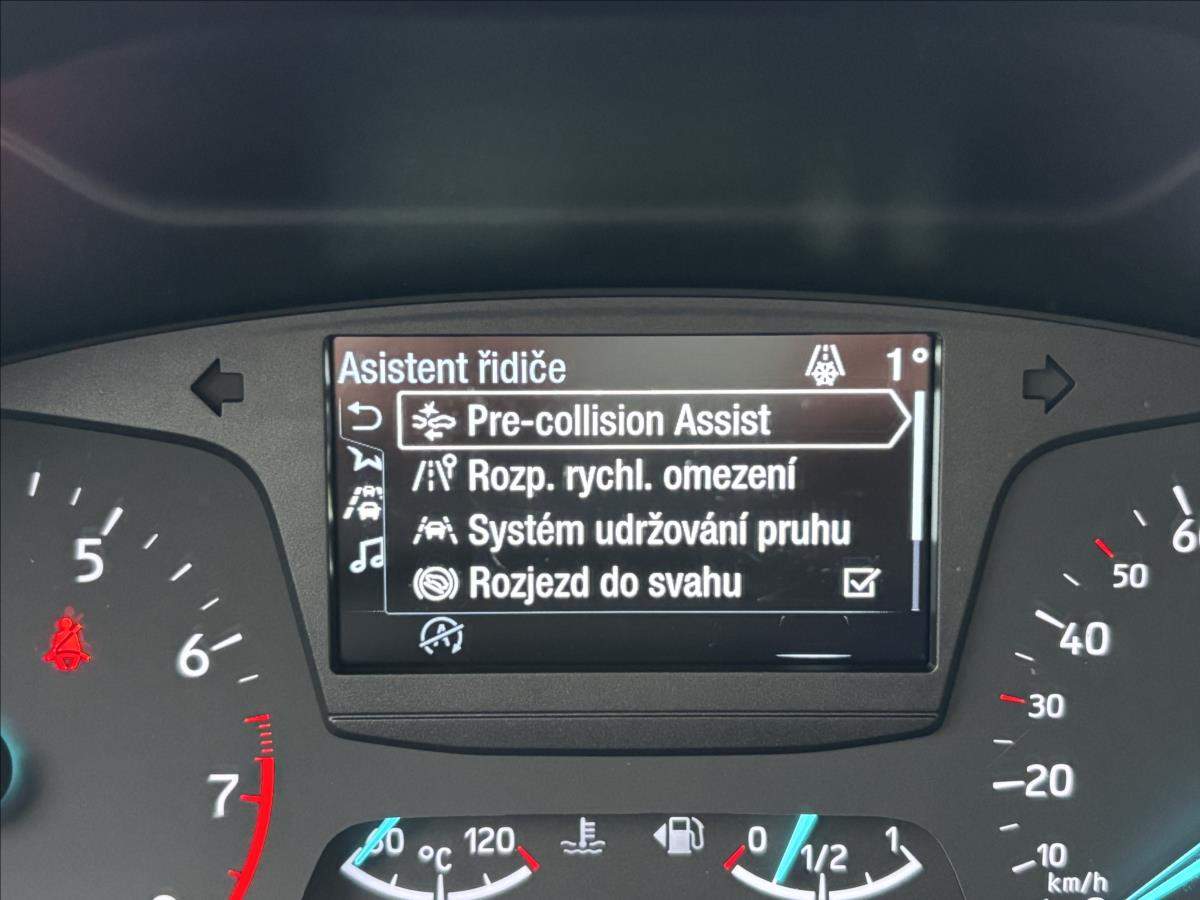 Asistent řidiče
1°
Pre-collision Assist
Rozp. rychl. omezení
Systém udržování pruhu
Rozjezd do svahu
A
5
6
7
60
50
40
30
20
10
km/h
°C
120
0
1/2
1